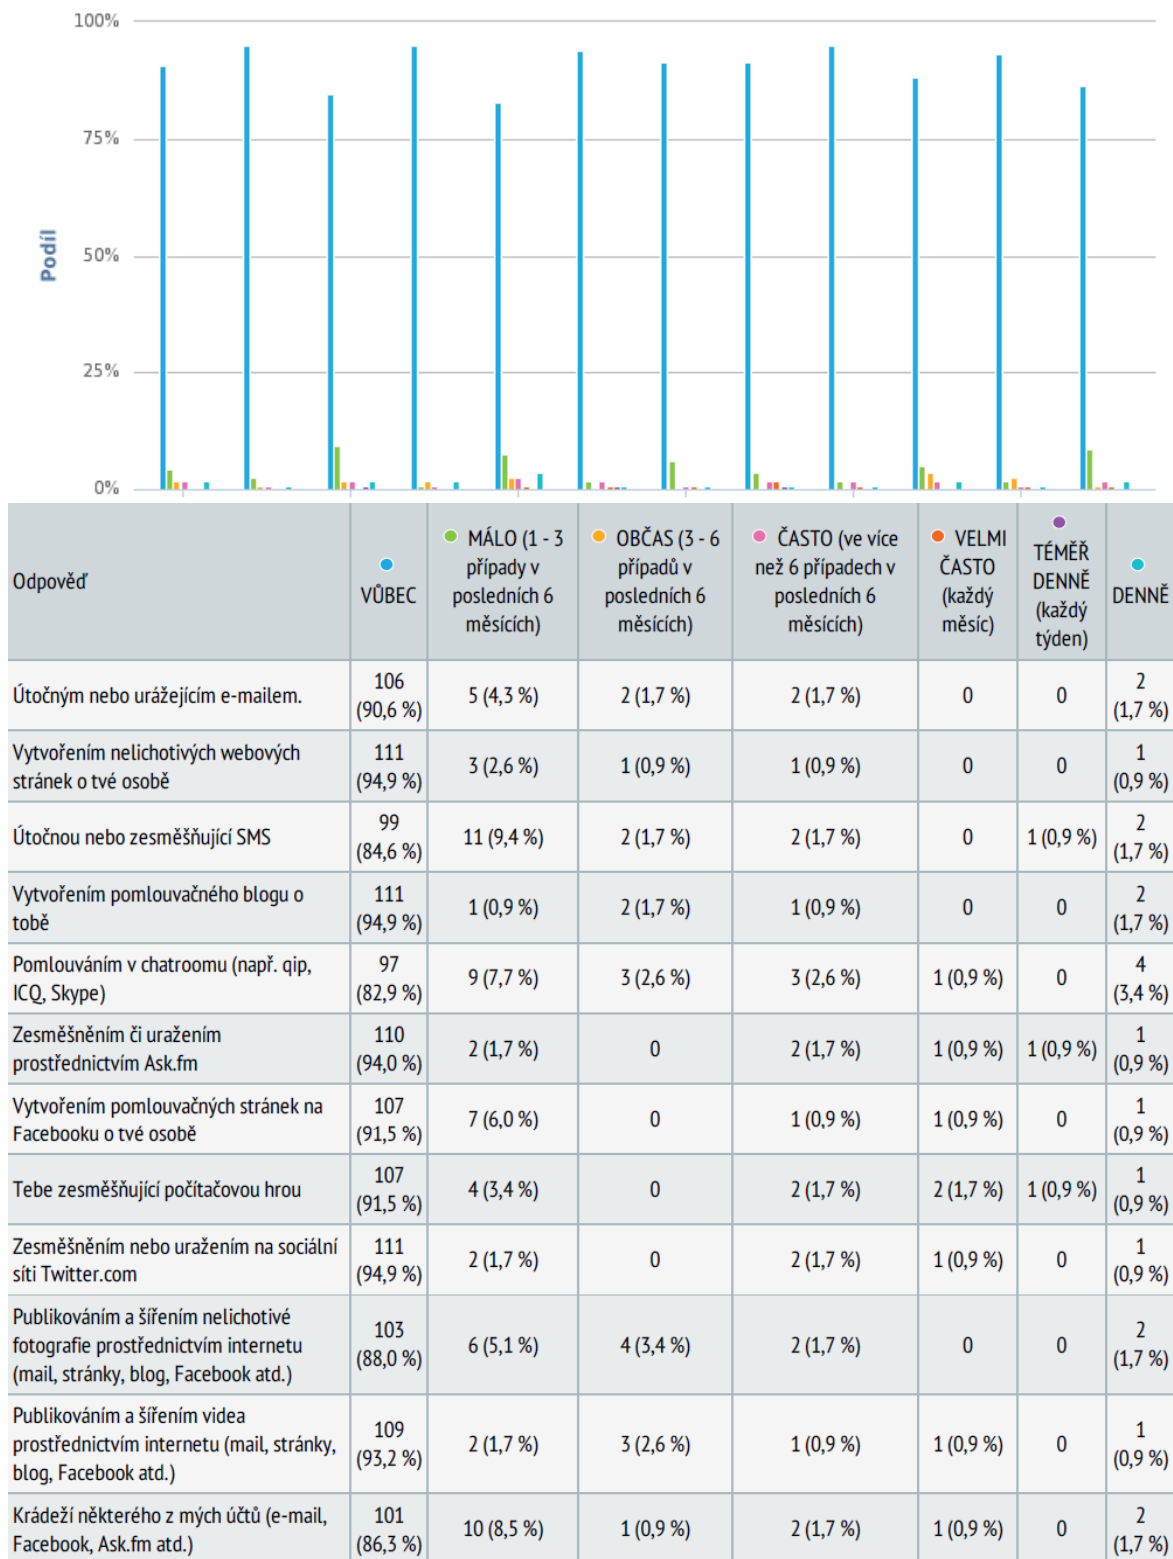 100%
75%
Podíl
50%
25%
0%
Odpověď
VŮBEC
MÁLO (1 - 3
případy v
posledních 6
měsících)
OBČAS (3 - 6
případů v
posledních 6
měsících)
ČASTO (ve více
než 6 případech v
posledních 6
měsících)
VELMI
ČASTO
(každý
měsíc)
TÉMĚŘ
DENNĚ
(každý
týden)
DENNĚ
Útočným nebo urážejícím e-mailem.
106
(90,6 %)
5 (4,3 %)
2 (1,7 %)
2 (1,7 %)
0
0
2
(1,7 %)
Vytvořením nelichotivých webových
stránek o tvé osobě
111
(94,9 %)
3 (2,6 %)
1 (0,9 %)
1 (0,9 %)
0
0
1
(0,9 %)
Útočnou nebo zesměšňující SMS
99
(84,6 %)
11 (9,4 %)
2 (1,7 %)
2 (1,7 %)
0
1 (0,9 %)
2
(1,7 %)
Vytvořením pomlouvačného blogu o
tobě
111
(94,9 %)
1 (0,9 %)
2 (1,7 %)
1 (0,9 %)
0
0
2
(1,7 %)
Pomlouváním v chatroomu (např. qip,
ICQ, Skype)
97
(82,9 %)
9 (7,7 %)
3 (2,6 %)
3 (2,6 %)
1 (0,9 %)
0
4
(3,4 %)
Zesměšněním či uražením
prostřednictvím Ask.fm
110
(94,0 %)
2 (1,7 %)
0
2 (1,7 %)
1 (0,9 %)
1 (0,9 %)
1
(0,9 %)
Vytvořením pomlouvačných stránek na
Facebooku o tvé osobě
107
(91,5 %)
7 (6,0 %)
0
1 (0,9 %)
1 (0,9 %)
0
1
(0,9 %)
Tebe zesměšňující počítačovou hrou
107
(91,5 %)
4 (3,4 %)
0
2 (1,7 %)
2 (1,7 %)
1 (0,9 %)
1
(0,9 %)
Zesměšněním nebo uražením na sociální
síti Twitter.com
111
(94,9 %)
2 (1,7 %)
0
2 (1,7 %)
1 (0,9 %)
0
1
(0,9 %)
Publikováním a šířením nelichotivé
fotografie prostřednictvím internetu
(mail, stránky, blog, Facebook atd.)
103
(88,0 %)
6 (5,1 %)
4 (3,4 %)
2 (1,7 %)
0
0
2
(1,7 %)
Publikováním a šířením videa
prostřednictvím internetu (mail, stránky,
blog, Facebook atd.)
109
(93,2 %)
2 (1,7 %)
3 (2,6 %)
1 (0,9 %)
1 (0,9 %)
0
1
(0,9 %)
Krádeží některého z mých účtů (e-mail,
Facebook, Ask.fm atd.)
101
(86,3 %)
10 (8,5 %)
1 (0,9 %)
2 (1,7 %)
1 (0,9 %)
0
2
(1,7 %)